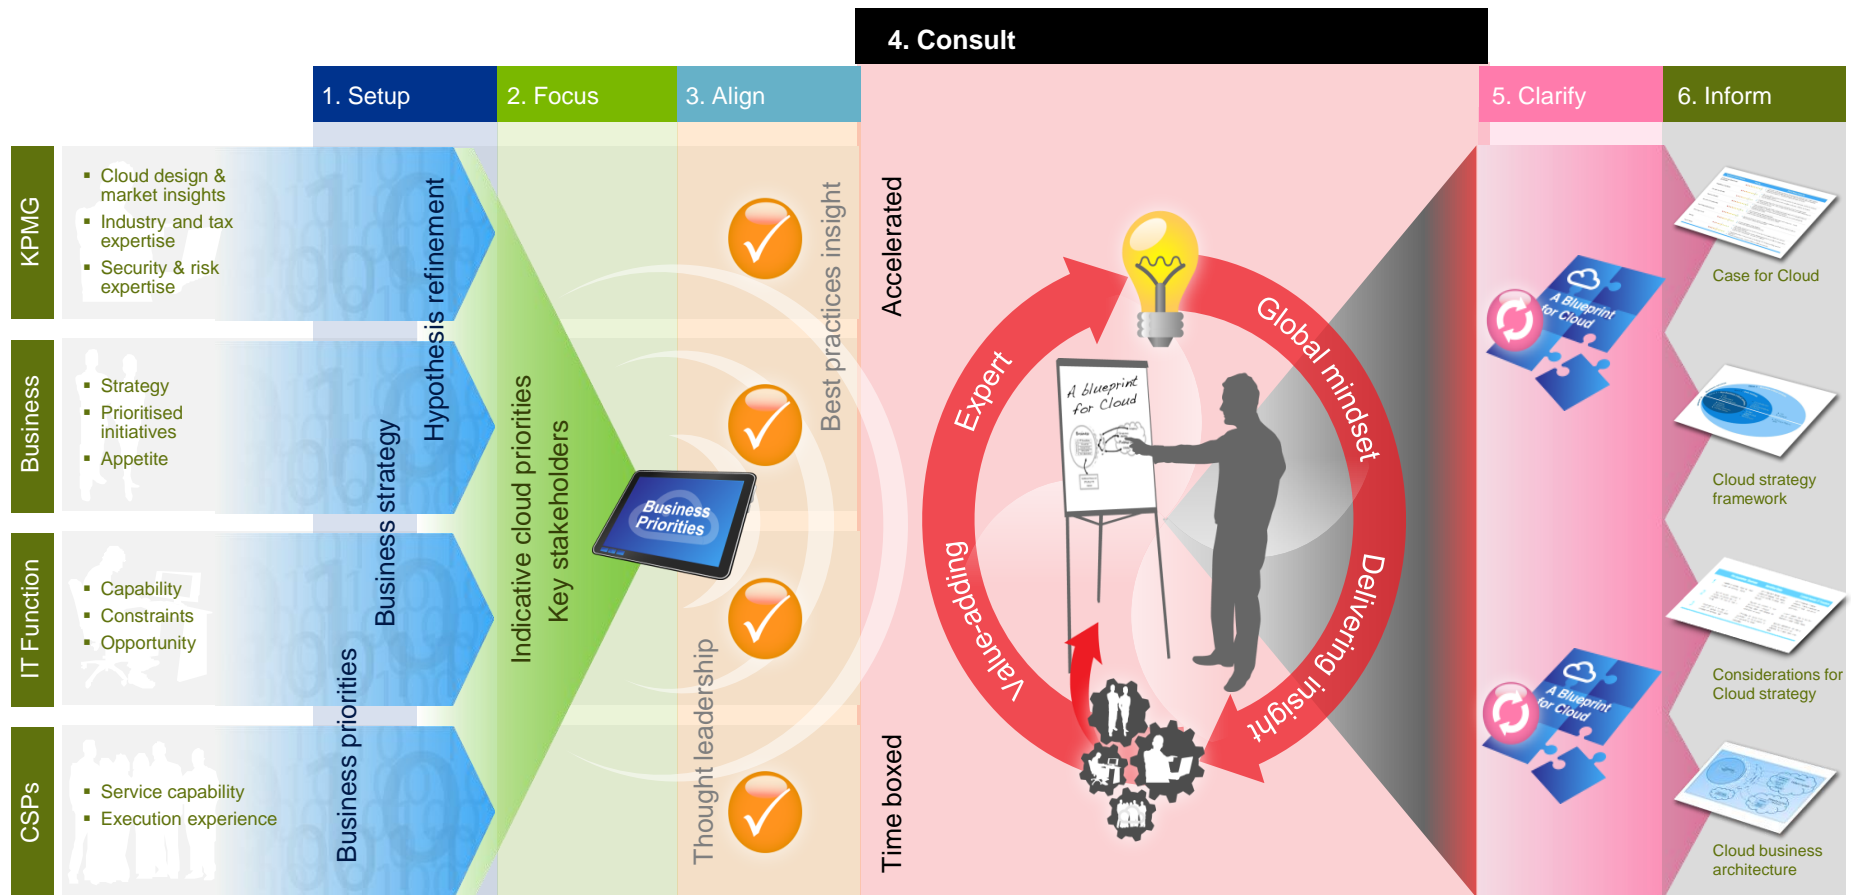 4. Consult
1. Setup
2. Focus
3. Align
5. Clarify
6. Inform
KPMG
▪ Cloud design &
market insights
▪ Industry and tax
expertise
▪ Security & risk
expertise
Business
▪ Strategy
▪ Prioritised
initiatives
▪ Appetite
IT Function
▪ Capability
▪ Constraints
▪ Opportunity
CSPs
▪ Service capability
▪ Execution experience
Business priorities
Business strategy
Hypothesis refinement
Indicative cloud priorities
Key stakeholders
Business
Priorities
Thought leadership
Best practices insight
Accelerated
Time boxed
Expert
Global mindset
Delivering insight
Value-adding
A blueprint
for Cloud
A Blueprint
for Cloud
A Blueprint
for Cloud
Case for Cloud
Cloud strategy
framework
Considerations for
Cloud strategy
Cloud business
architecture